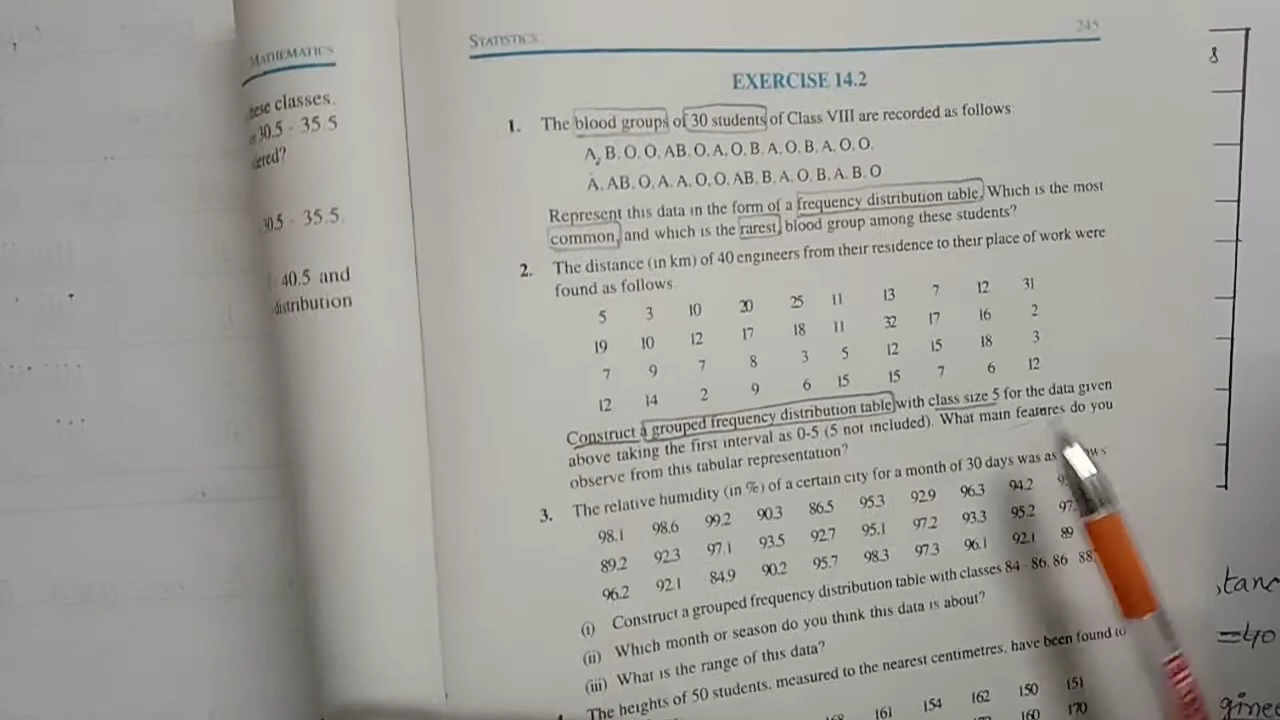 MATHEMATICS
these classes.
30.5 - 35.5
dered?
30.5 - 35.5.
40.5 and
distribution
STATISTICS
245
EXERCISE 14.2
1. The blood groups of 30 students of Class VIII are recorded as follows:
A, B, O, O, AB, O, A, O, B, A, O, B, A, O, O,
A, AB, O, A, A, O, O, AB, B, A, O, B, A, B, O
Represent this data in the form of a frequency distribution table. Which is the most
common, and which is the rarest, blood group among these students?
2. The distance (in km) of 40 engineers from their residence to their place of work were
found as follows:
5 3 10 20 25 11 13 7 12 31
19 10 12 17 18 11 32 17 16 2
7 9 7 8 3 5 12 15 18 3
12 14 2 9 6 15 15 7 6 12
Construct a grouped frequency distribution table with class size 5 for the data given
above taking the first interval as 0-5 (5 not included). What main features do you
observe from this tabular representation?
3. The relative humidity (in %) of a certain city for a month of 30 days was as
98.1 98.6 99.2 90.3 86.5 95.3 92.9 96.3 94.2
89.2 92.3 97.1 93.5 92.7 95.1 97.2 93.3 95.2 97.
96.2 92.1 84.9 90.2 95.7 98.3 97.3 96.1 92.1 89
(i) Construct a grouped frequency distribution table with classes 84 - 86, 86 88
(ii) Which month or season do you think this data is about?
(iii) What is the range of this data?
The heights of 50 students, measured to the nearest centimetres, have been found to
161 154 162 150 151
160 170
8
stanc
=40
ginee